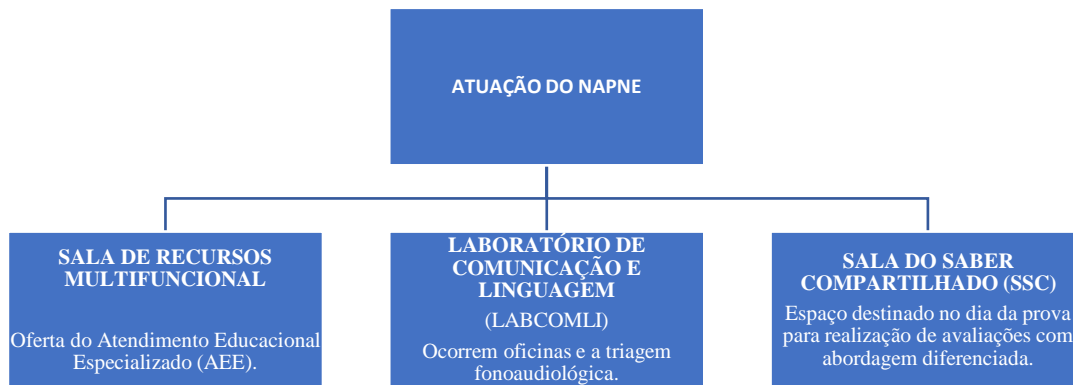 ATUAÇÃO DO NAPNE
SALA DE RECURSOS
MULTIFUNCIONAL
Oferta do Atendimento Educacional
Especializado (AEE).
LABORATÓRIO DE
COMUNICAÇÃO E
LINGUAGEM
(LABCOMLI)
Ocorrem oficinas e a triagem
fonoaudiológica.
SALA DO SABER
COMPARTILHADO (SSC)
Espaço destinado no dia da prova
para realização de avaliações com
abordagem diferenciada.